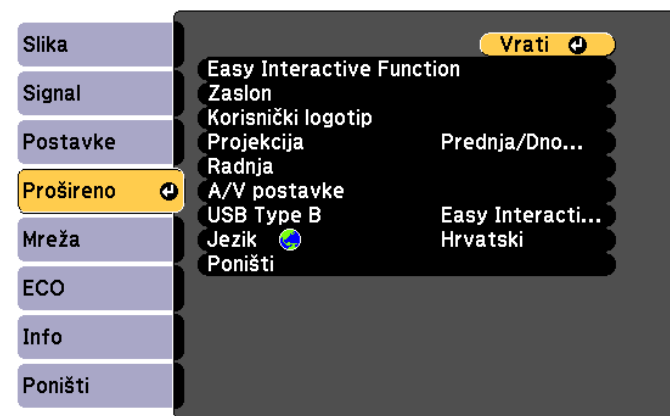 Slika
Signal
Postavke
Prošireno
Mreža
ECO
Info
Poništi
Vrati
Easy Interactive Function
Zaslon
Korisnički logotip
Projekcija Prednja/Dno...
Radnja
A/V postavke
USB Type B Easy Interacti...
Jezik Hrvatski
Poništi